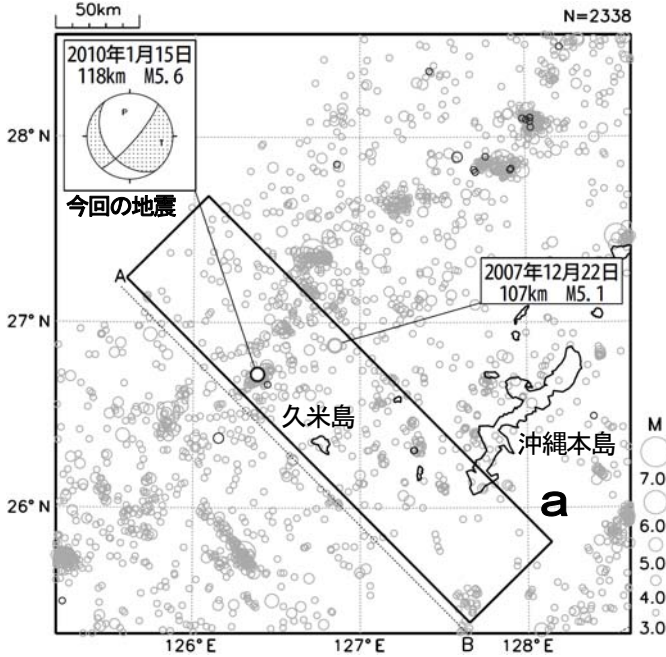 50km
N=2338
2010年1月15日
118km M5.6
P
T
今回の地震
28°N
2007年12月22日
107km M5.1
A
27°N
久米島
沖縄本島
M
7.0
6.0
5.0
4.0
3.0
26°N
a
126°E
127°E
B
128°E